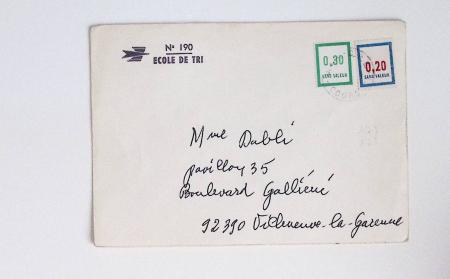 Nº 190
ECOLE DE TRI
0,30
SANS VALEUR
0,20
SANS VALEUR
Mme Dubli
pavillon 35
Boulevard Galliéni
92390 Villeneuve-la-Garenne